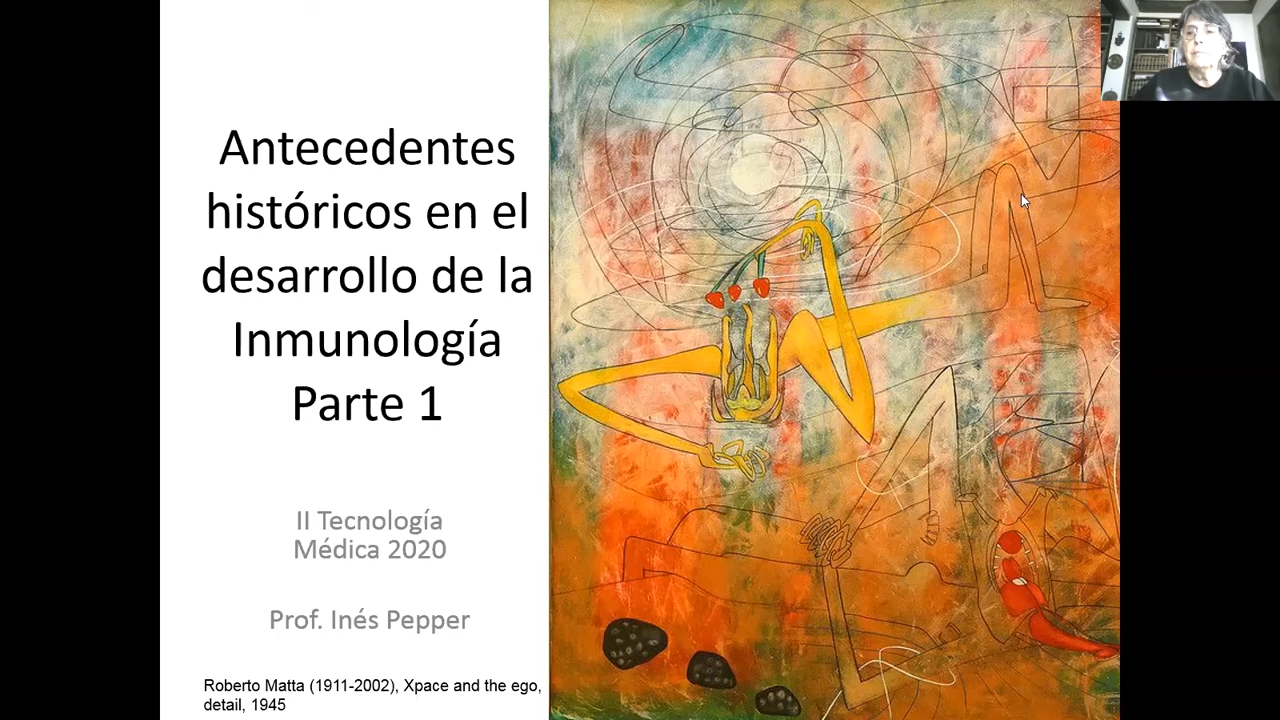 Antecedentes
históricos en el
desarrollo de la
Inmunología
Parte 1
II Tecnología
Médica 2020
Prof. Inés Pepper
Roberto Matta (1911-2002), Xpace and the ego,
detail, 1945